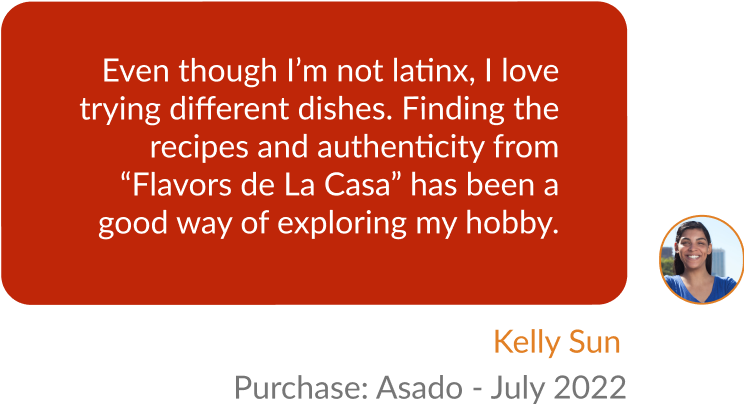 Even though I’m not latinx, I love
trying different dishes. Finding the
recipes and authenticity from
“Flavors de La Casa” has been a
good way of exploring my hobby.
Kelly Sun
Purchase: Asado - July 2022